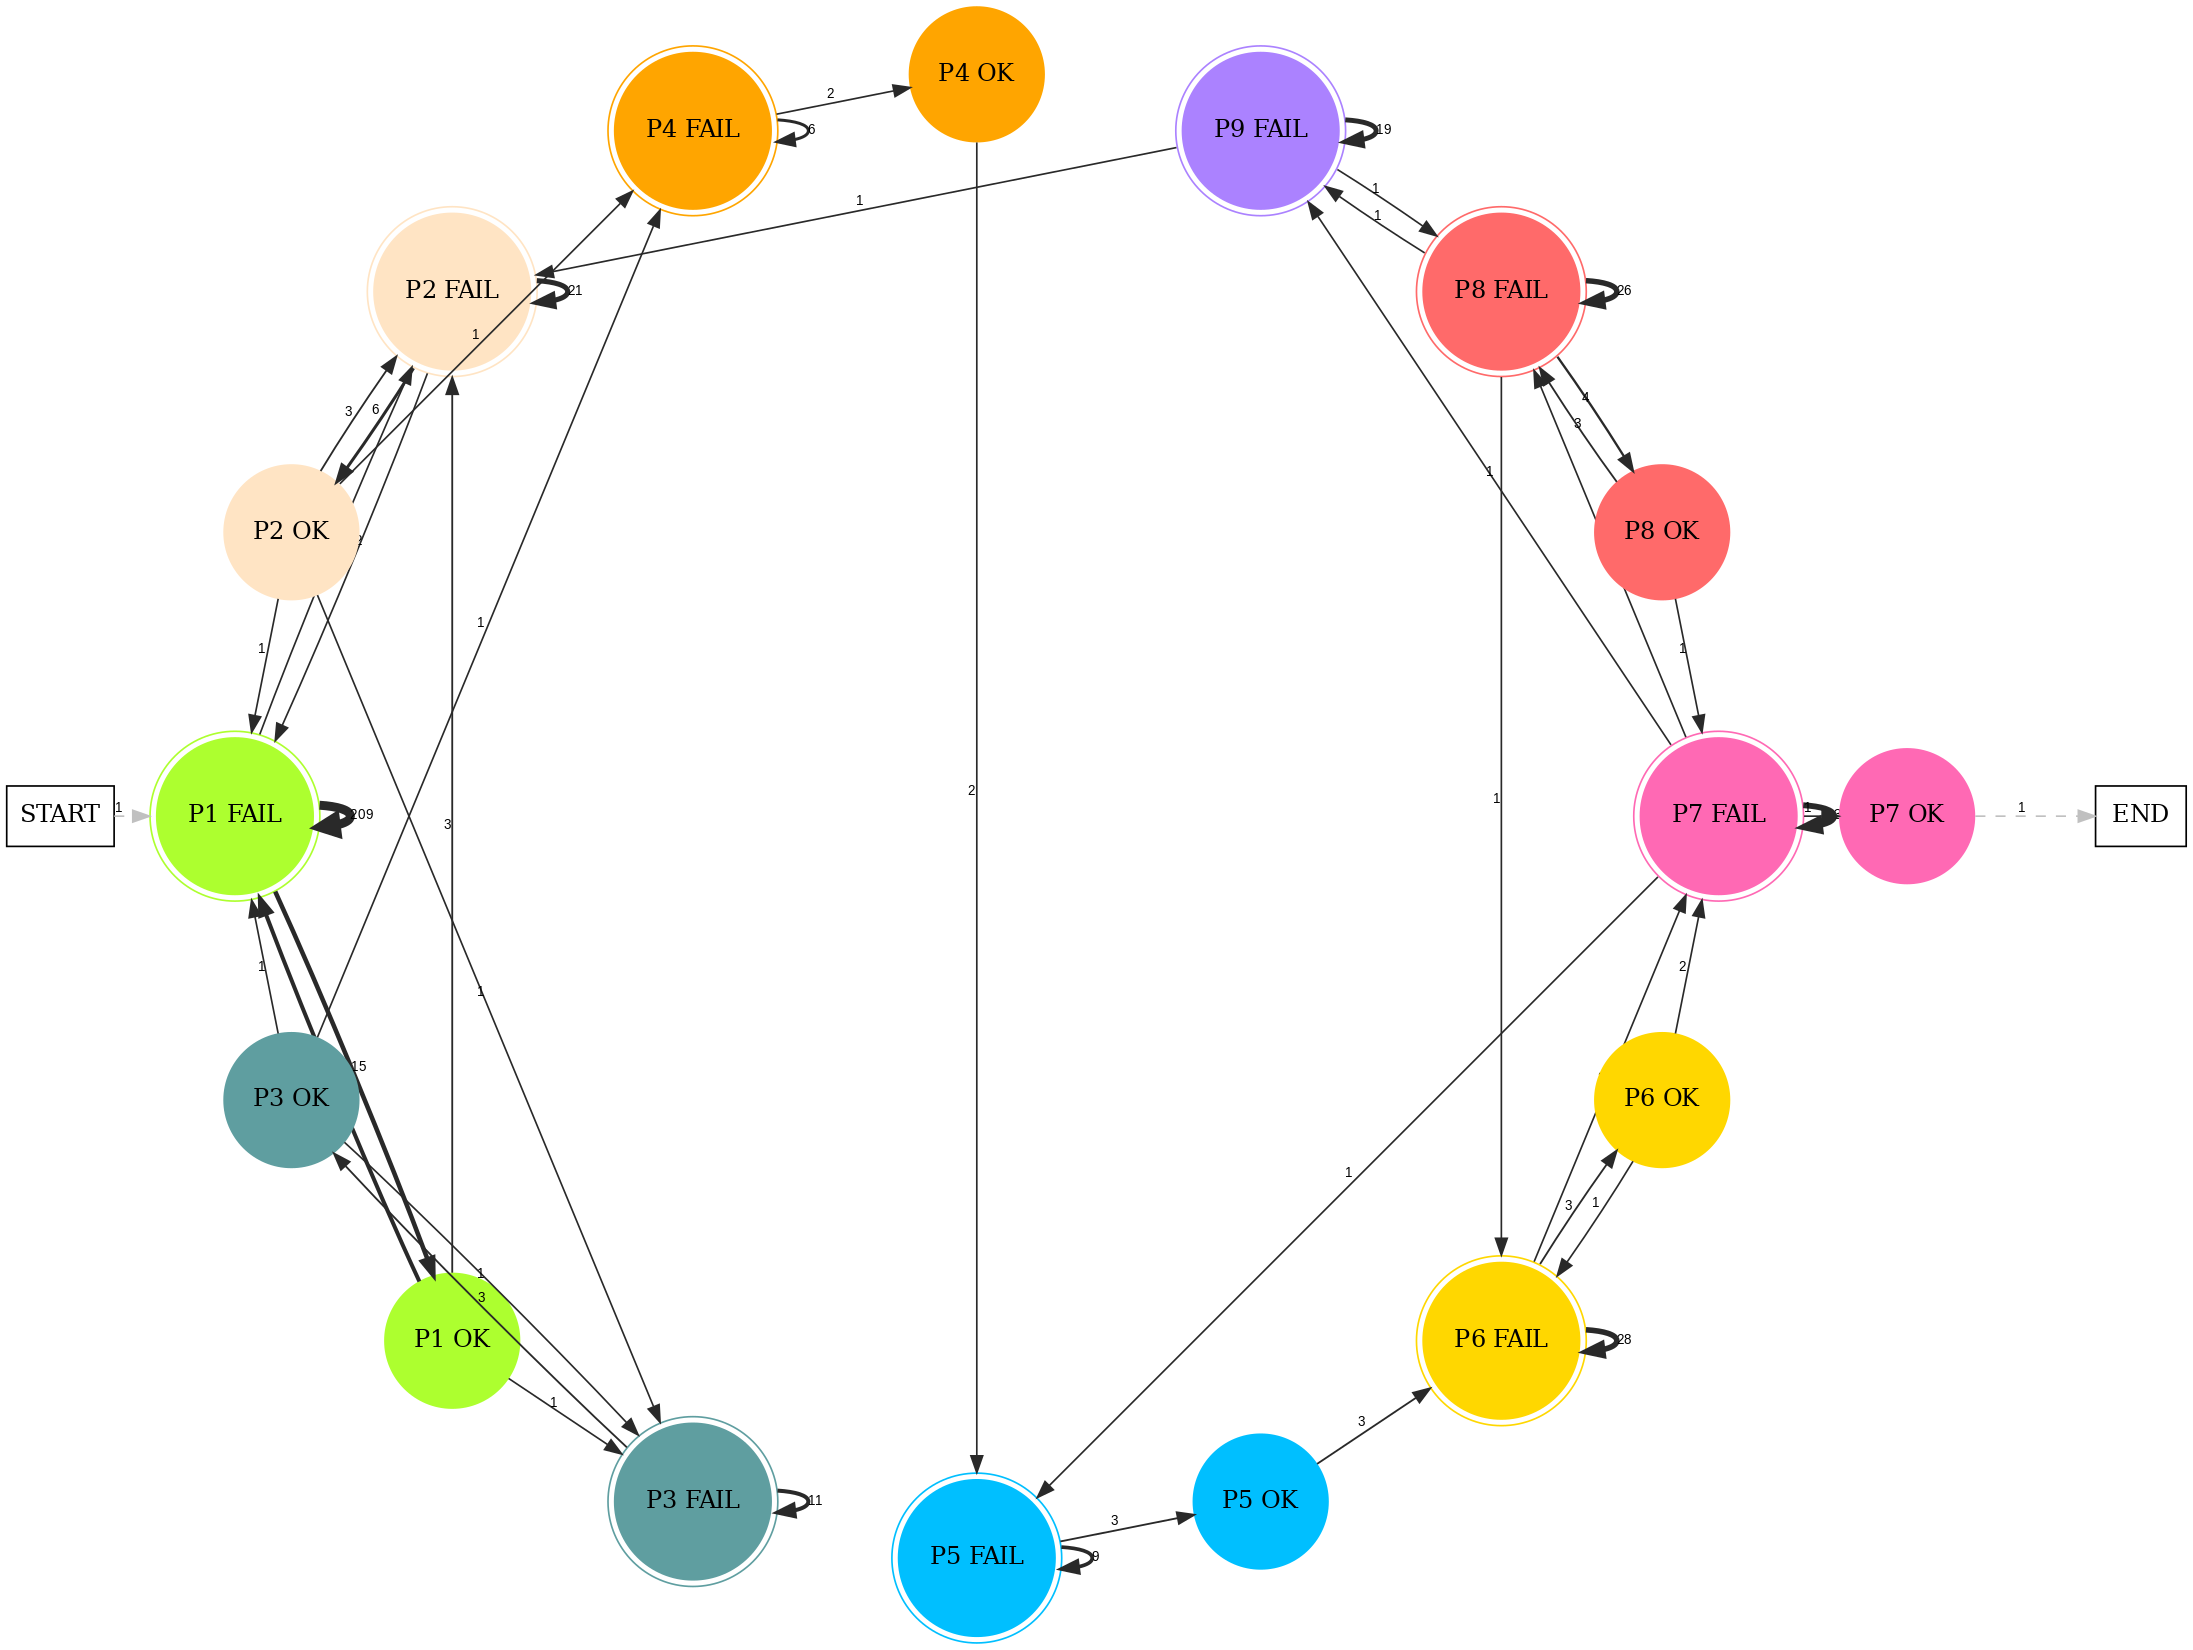 P4 OK
2
P4 FAIL
6
P9 FAIL
19
1
1
1
1
P2 FAIL
21
P8 FAIL
26
1
3
6
4
3
1
P2 OK
P8 OK
1
1
1
2
1
START
1
P1 FAIL
209
3
1
P7 FAIL
1
P7 OK
1
END
1
2
1
15
P3 OK
P6 OK
1
3
1
1
3
P1 OK
P6 FAIL
28
1
3
P3 FAIL
11
P5 OK
3
P5 FAIL
9